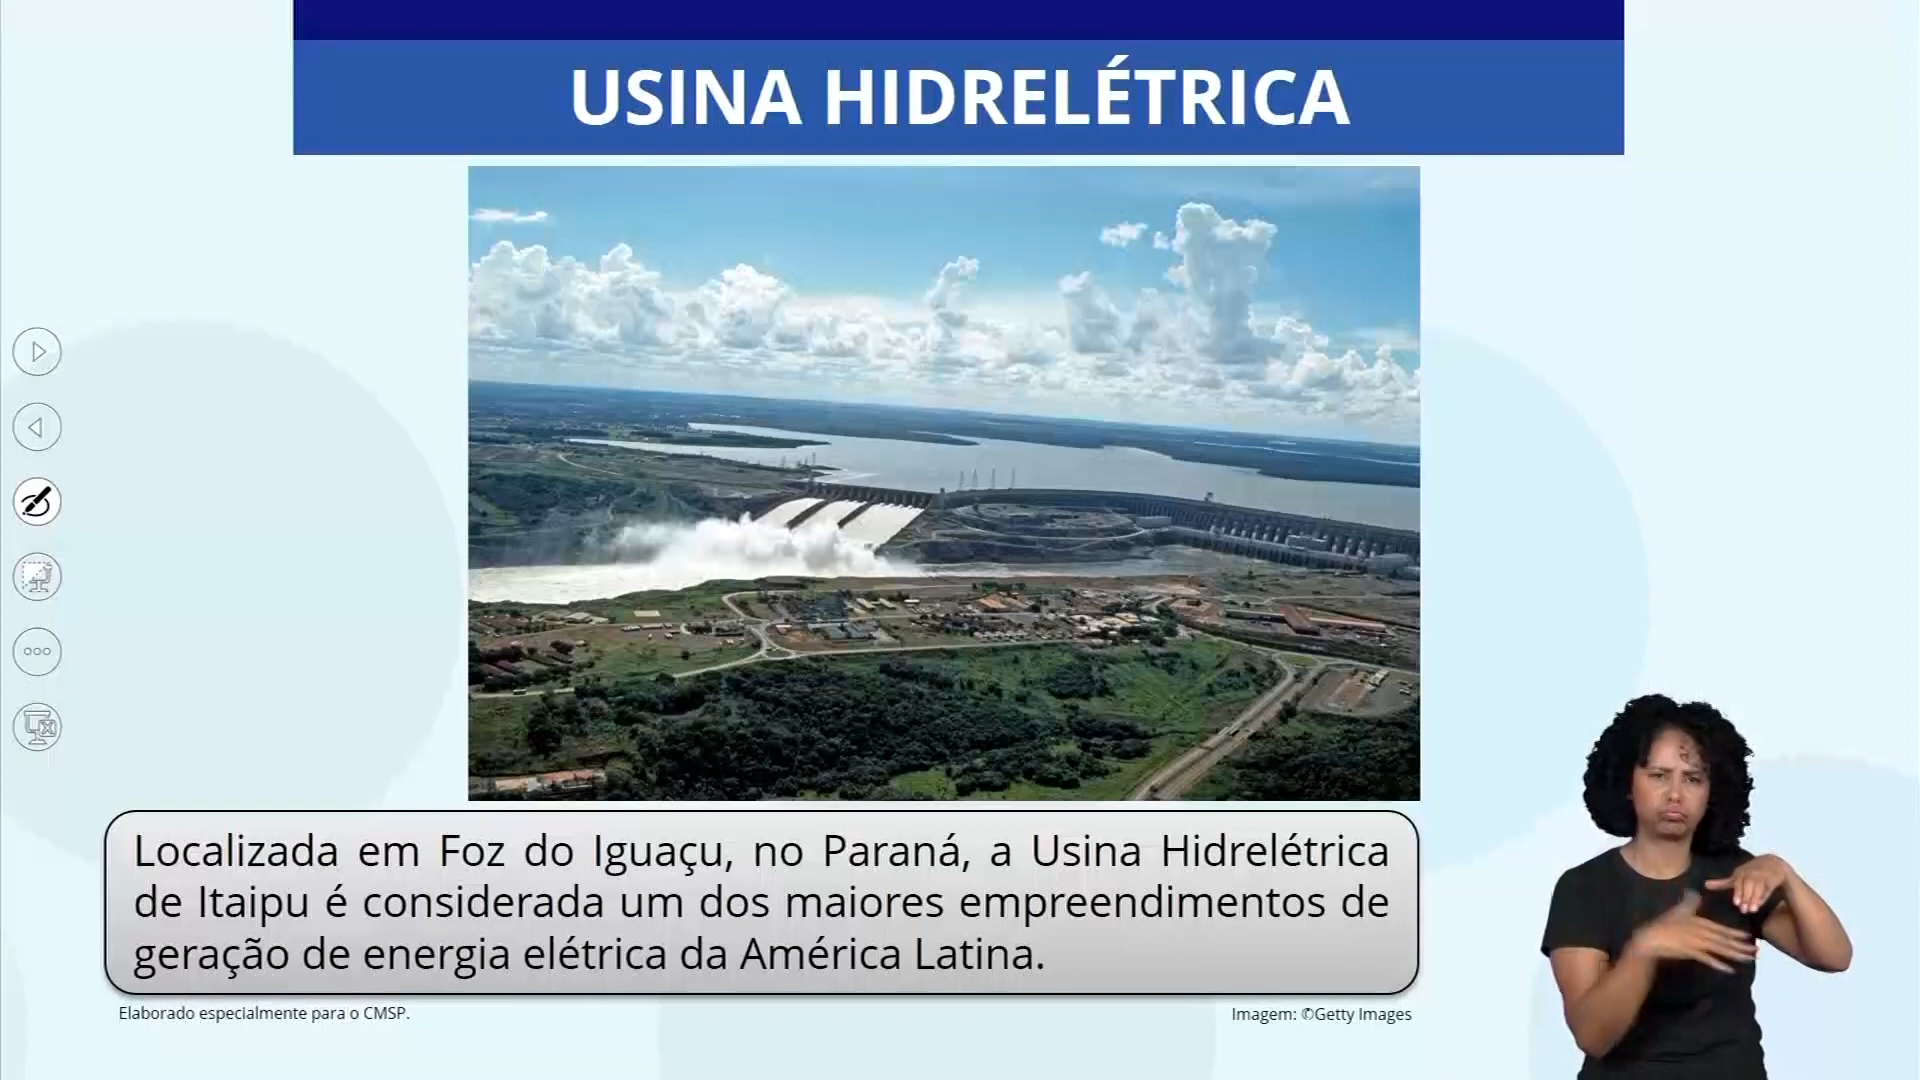 USINA HIDRELÉTRICA
Localizada em Foz do Iguaçu, no Paraná, a Usina Hidrelétrica
de Itaipu é considerada um dos maiores empreendimentos de
geração de energia elétrica da América Latina.
Elaborado especialmente para o CMSP.
Imagem: ©Getty Images